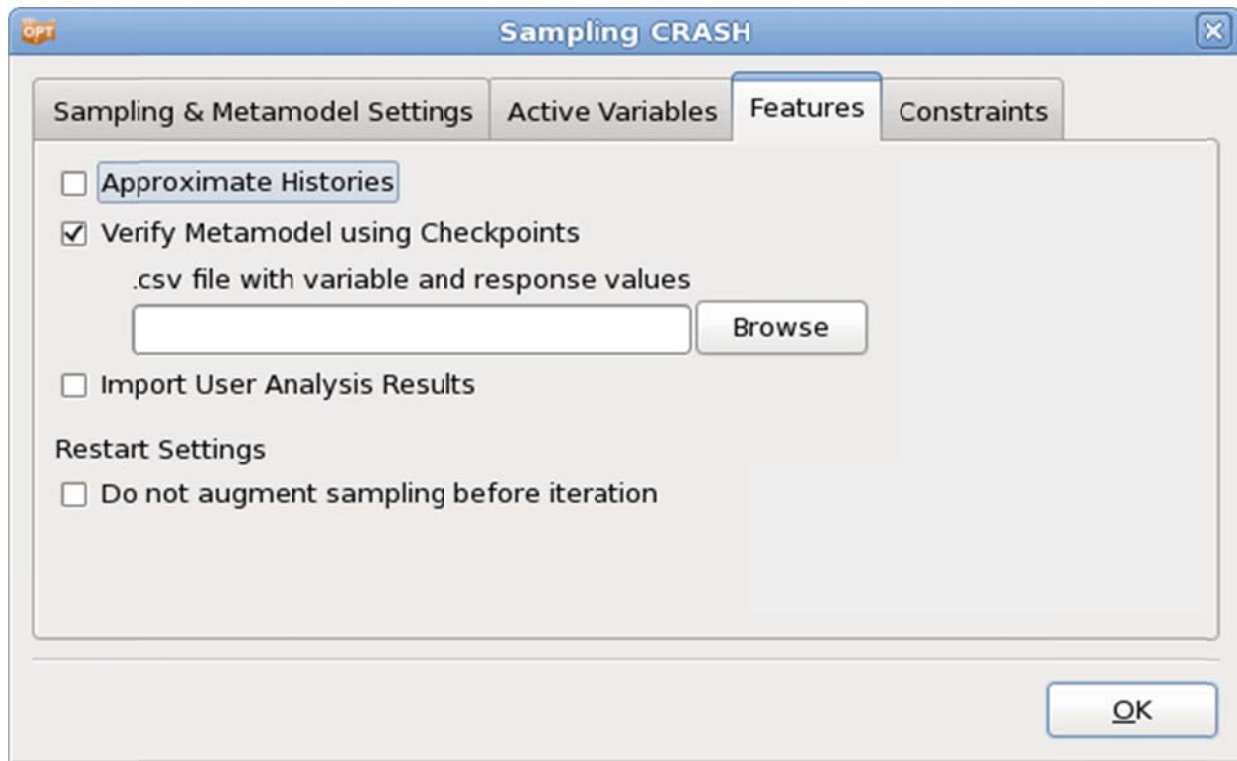 OPT
Sampling CRASH
Sampling & Metamodel Settings Active Variables Features Constraints
Approximate Histories
Verify Metamodel using Checkpoints
.csv file with variable and response values
Browse
Import User Analysis Results
Restart Settings
Do not augment sampling before iteration
OK